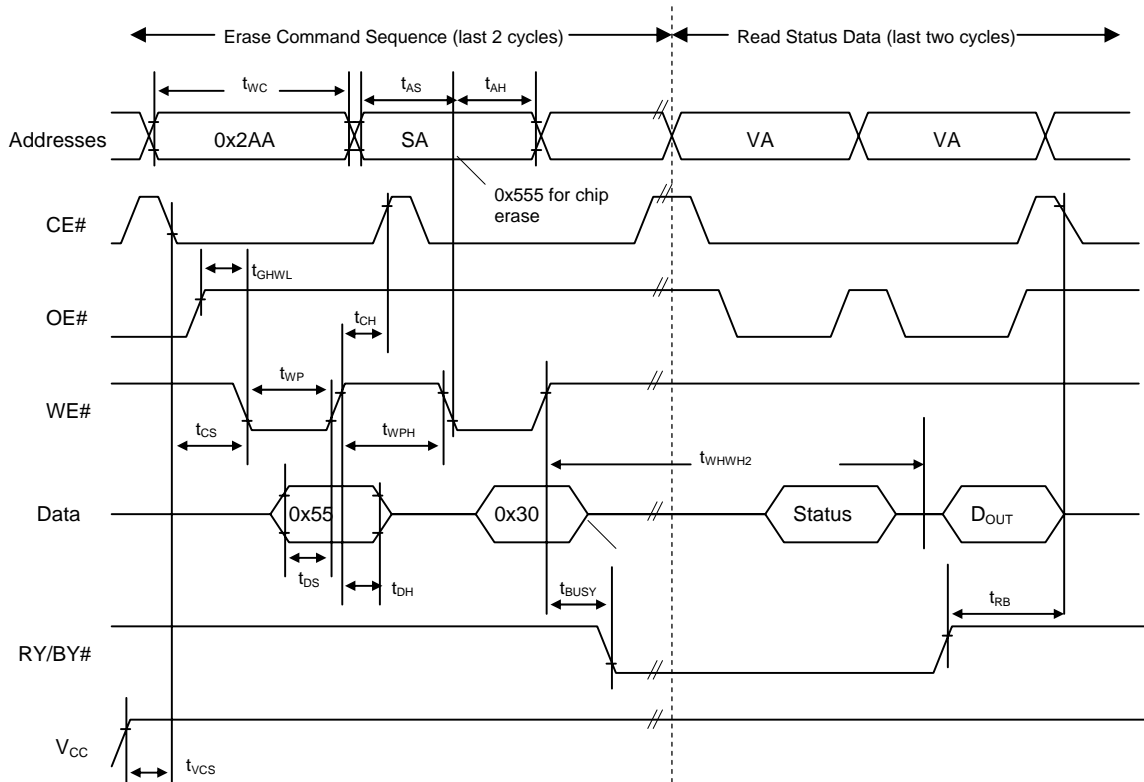 Erase Command Sequence (last 2 cycles)
Read Status Data (last two cycles)
tWC
tAS
tAH
Addresses
0x2AA
SA
VA
VA
0x555 for chip
erase
CE#
tGHWL
OE#
tCH
tWP
WE#
tCS
tWPH
tWHWH2
Data
0x55
0x30
Status
DOUT
tDS
tDH
tBUSY
tRB
RY/BY#
VCC
tVCS